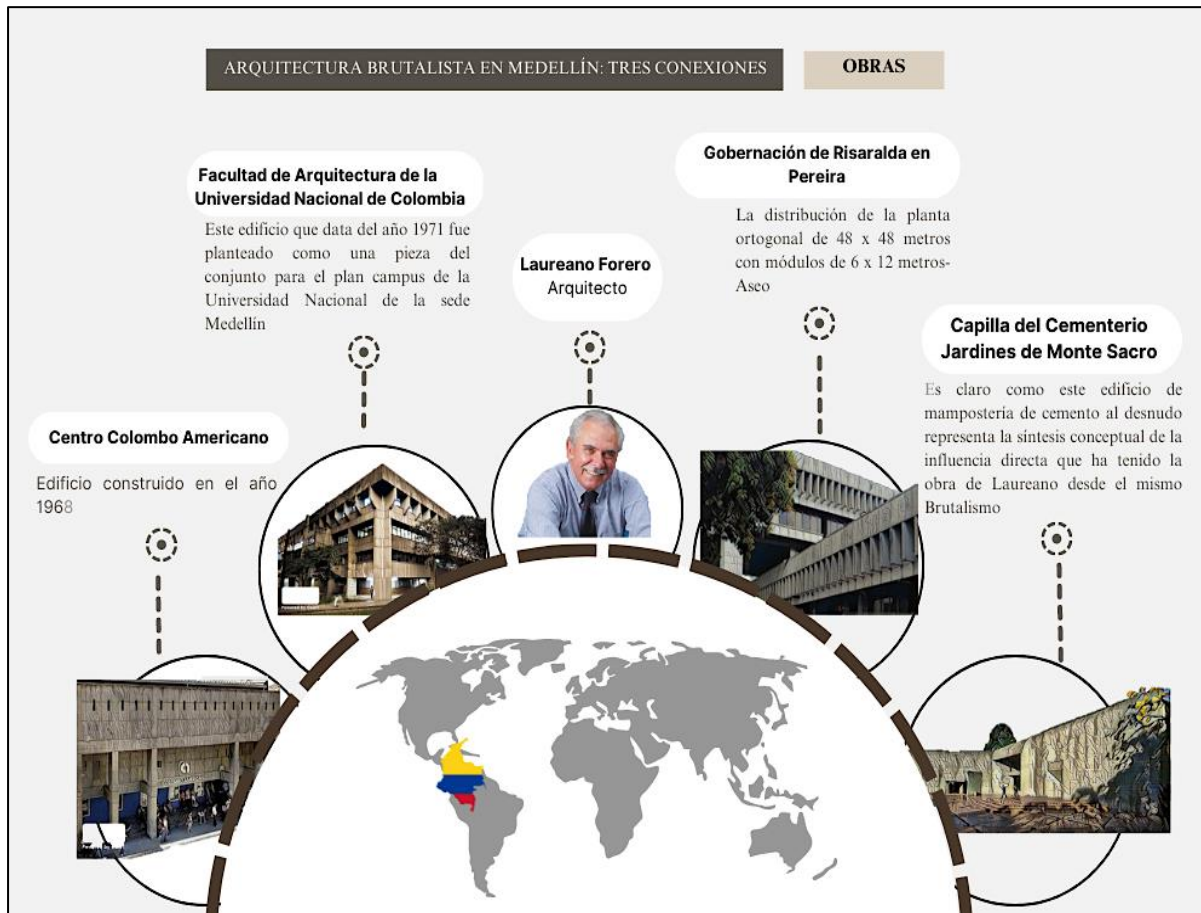 ARQUITECTURA BRUTALISTA EN MEDELLÍN: TRES CONEXIONES
OBRAS
Centro Colombo Americano
Edificio construido en el año
1968
Facultad de Arquitectura de la
Universidad Nacional de Colombia
Este edificio que data del año 1971 fue
planteado como una pieza del
conjunto para el plan campus de la
Universidad Nacional de la sede
Medellín
Laureano Forero
Arquitecto
Gobernación de Risaralda en
Pereira
La distribución de la planta
ortogonal de 48 x 48 metros
con módulos de 6 x 12 metros-
Aseo
Capilla del Cementerio
Jardines de Monte Sacro
Es claro como este edificio de
mampostería de cemento al desnudo
representa la síntesis conceptual de la
influencia directa que ha tenido la
obra de Laureano desde el mismo
Brutalismo